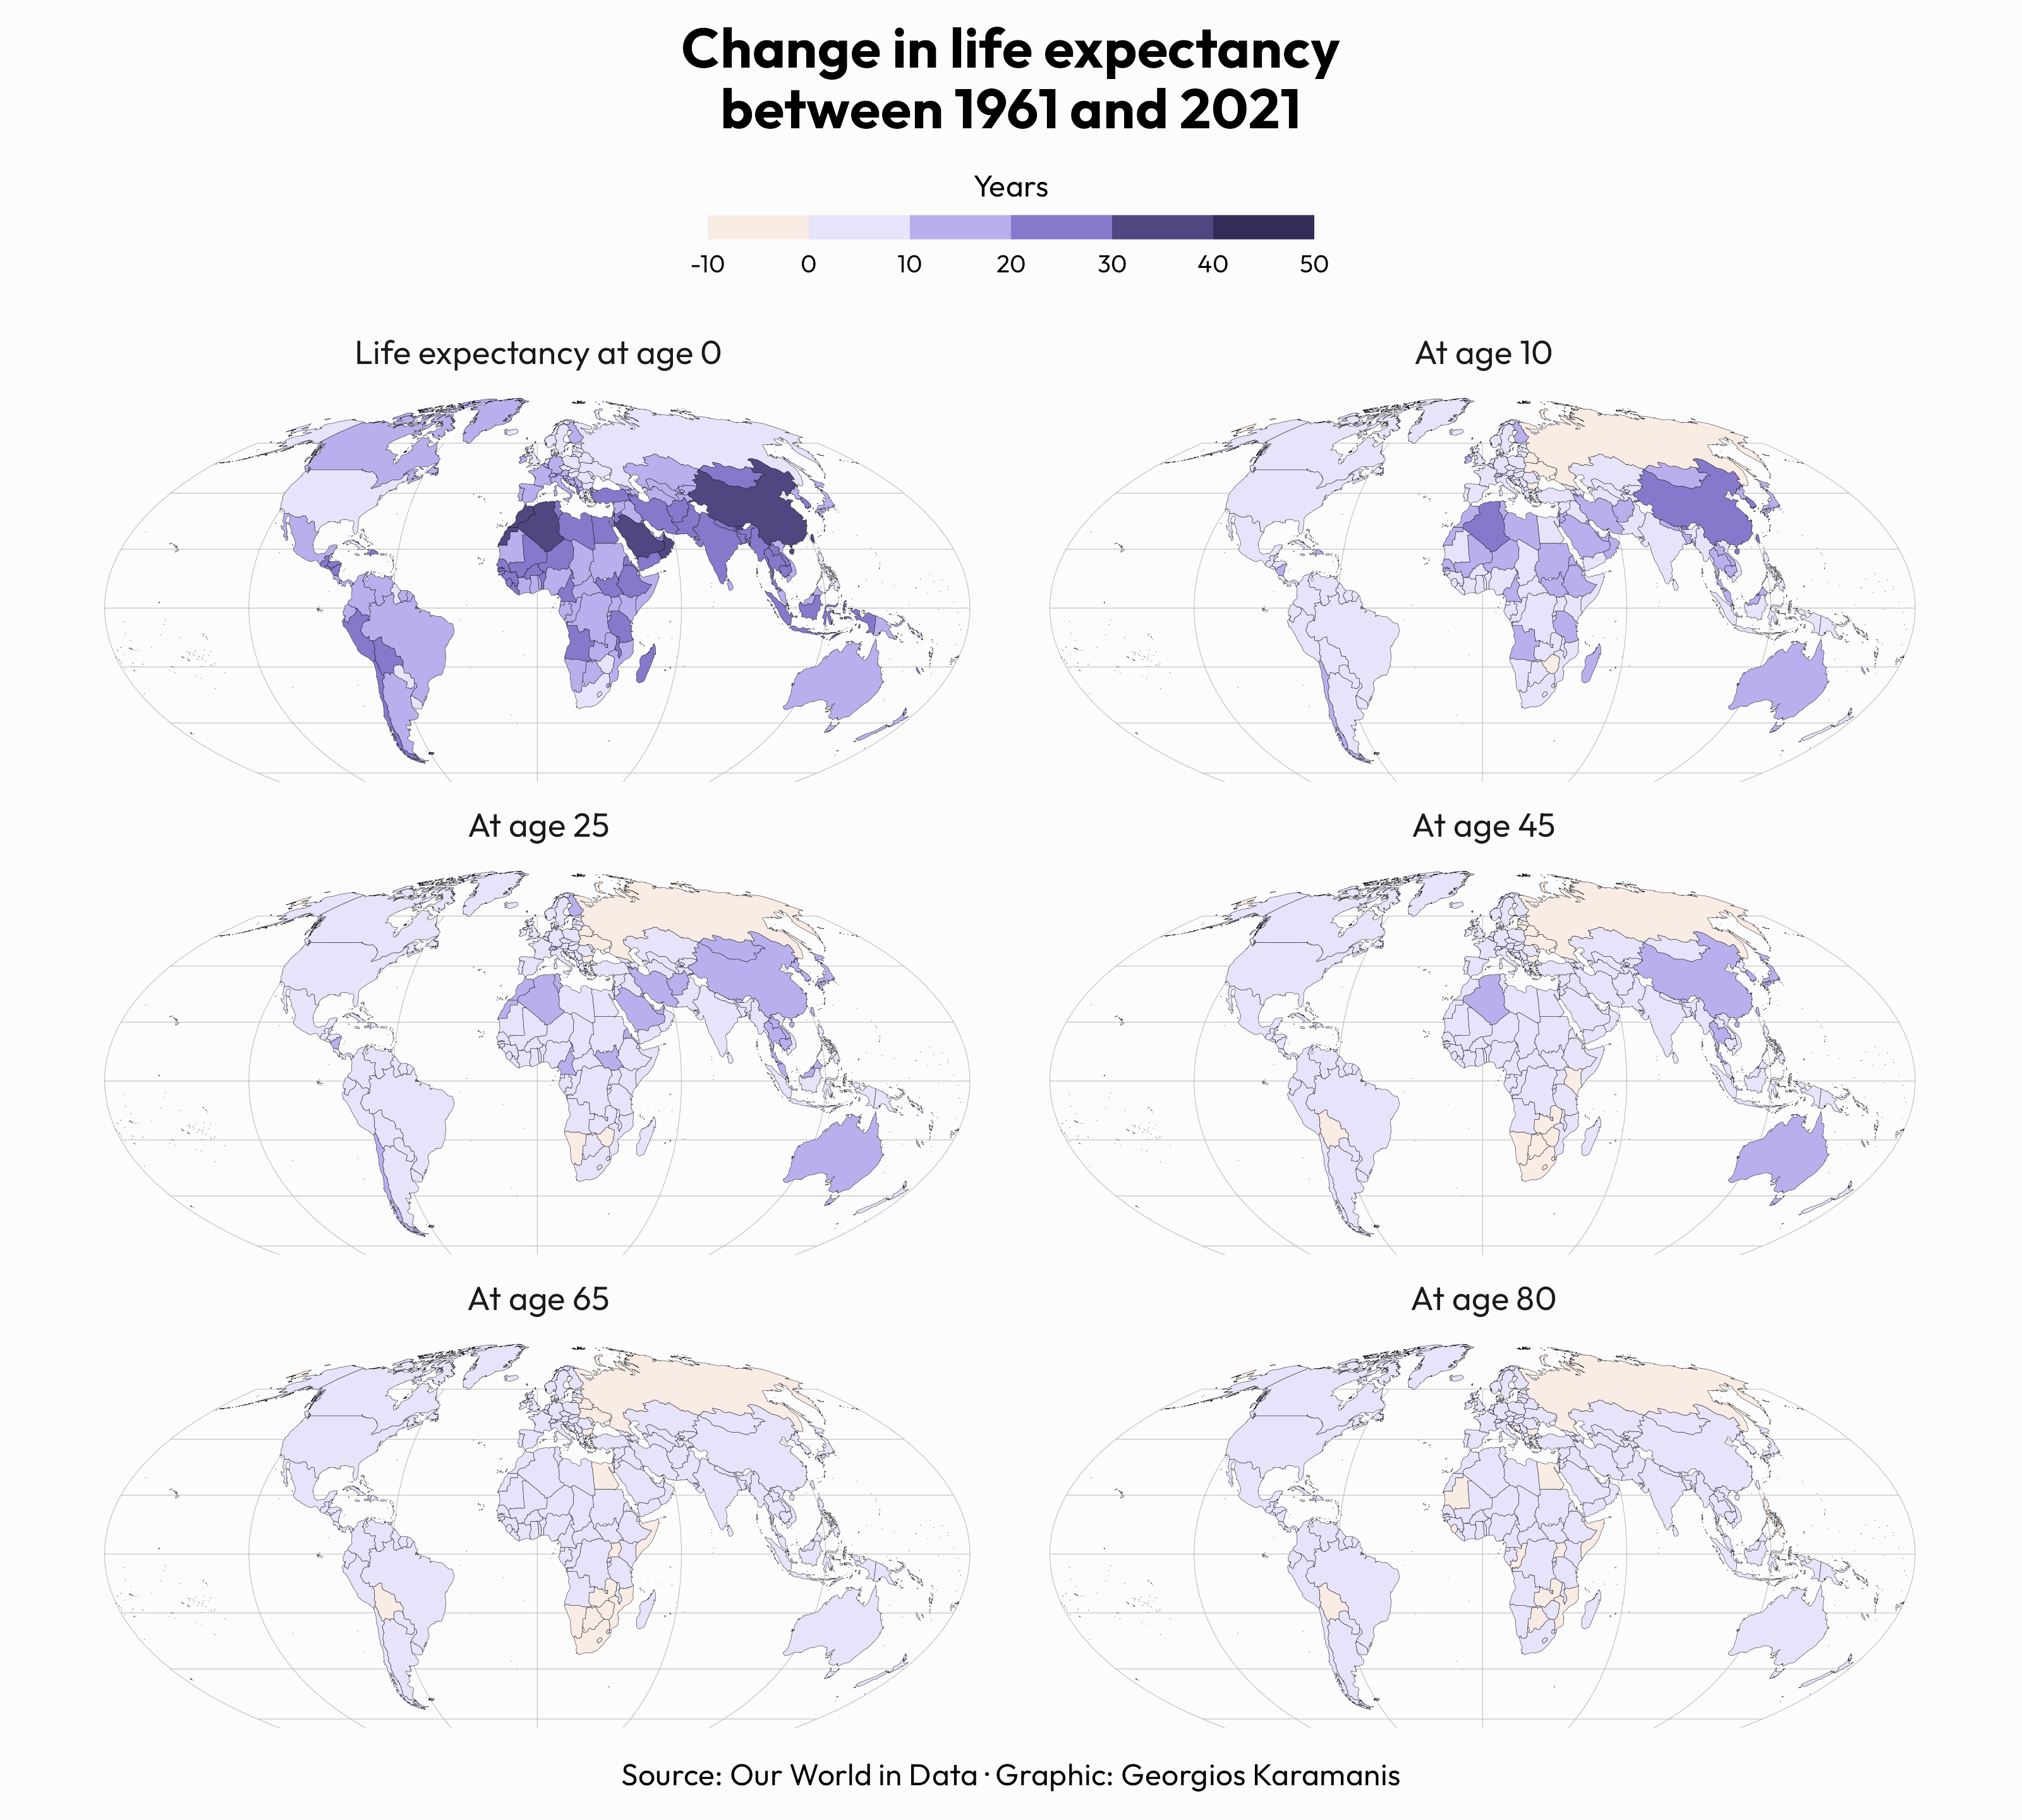 Change in life expectancy
between 1961 and 2021
Years
-10 0 10 20 30 40 50
Life expectancy at age 0
At age 10
At age 25
At age 45
At age 65
At age 80
Source: Our World in Data · Graphic: Georgios Karamanis